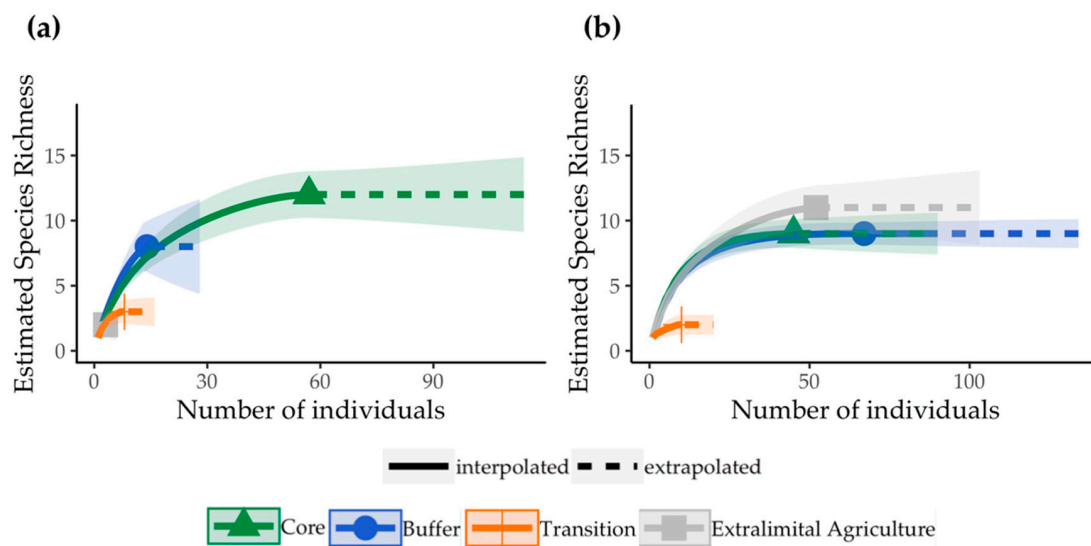 (a)
(b)
Estimated Species Richness
15
10
5
0
0 30 60 90
Number of individuals
Estimated Species Richness
15
10
5
0
0 50 100
Number of individuals
interpolated extrapolated
Core Buffer Transition Extralimital Agriculture